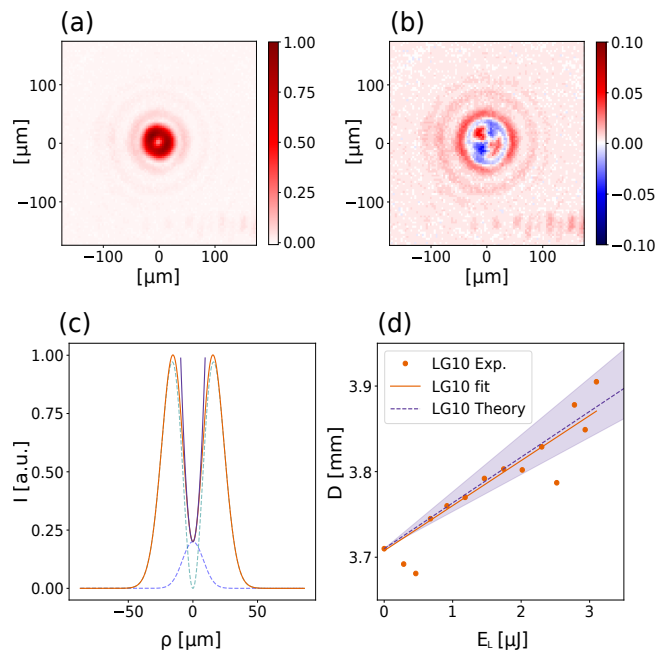 (a)
(b)
100
0
−100
[µm]
−100
0
100
[µm]
1.00
0.75
0.50
0.25
0.00
100
0
−100
[µm]
−100
0
100
[µm]
0.10
0.05
0.00
−0.05
−0.10
(c)
(d)
1.00
0.75
0.50
0.25
0.00
I [a.u.]
−50
0
50
ρ [µm]
LG10 Exp.
LG10 fit
LG10 Theory
3.9
3.8
3.7
D [mm]
0
1
2
3
E_L [µJ]